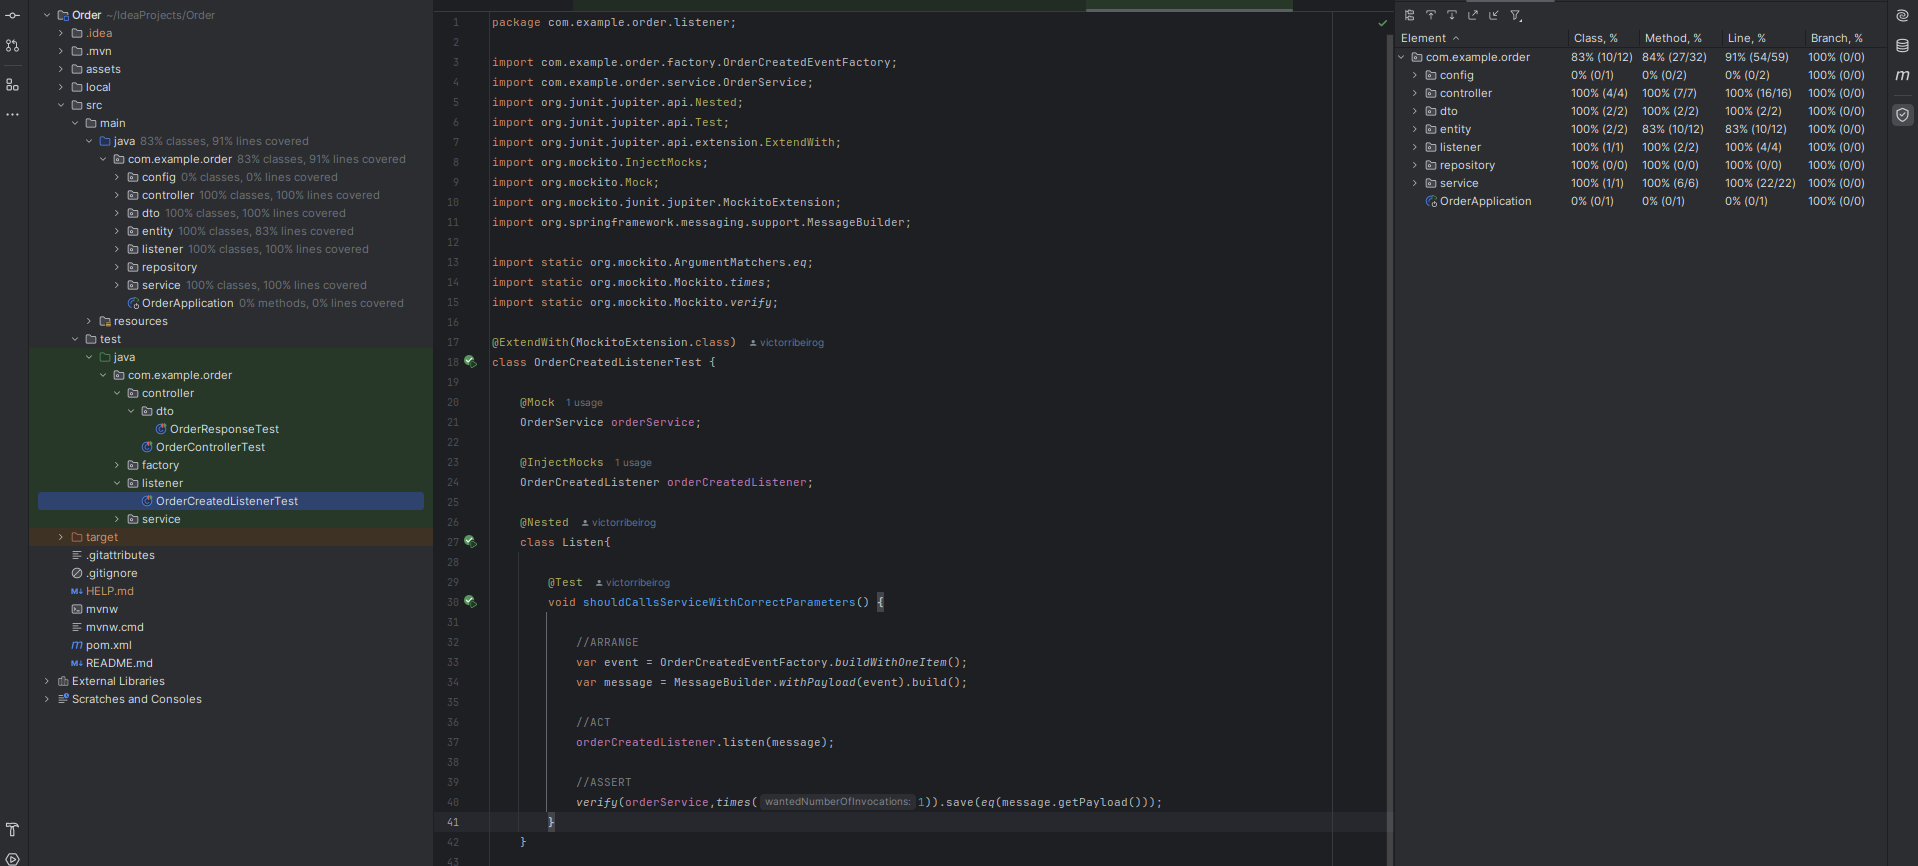 Order ~/IdeaProjects/Order
.idea
.mvn
assets
local
src
main
java 83% classes, 91% lines covered
com.example.order 83% classes, 91% lines covered
config 0% classes, 0% lines covered
controller 100% classes, 100% lines covered
dto 100% classes, 100% lines covered
entity 100% classes, 83% lines covered
listener 100% classes, 100% lines covered
repository
service 100% classes, 100% lines covered
OrderApplication 0% methods, 0% lines covered
resources
test
java
com.example.order
controller
dto
OrderResponseTest
OrderControllerTest
factory
listener
OrderCreatedListenerTest
service
target
.gitattributes
.gitignore
HELP.md
mvnw
mvnw.cmd
pom.xml
README.md
External Libraries
Scratches and Consoles
1 package com.example.order.listener;
2
3 import com.example.order.factory.OrderCreatedEventFactory;
4 import com.example.order.service.OrderService;
5 import org.junit.jupiter.api.Nested;
6 import org.junit.jupiter.api.Test;
7 import org.junit.jupiter.api.extension.ExtendWith;
8 import org.mockito.InjectMocks;
9 import org.mockito.Mock;
10 import org.mockito.junit.jupiter.MockitoExtension;
11 import org.springframework.messaging.support.MessageBuilder;
12
13 import static org.mockito.ArgumentMatchers.eq;
14 import static org.mockito.Mockito.times;
15 import static org.mockito.Mockito.verify;
16
17 @ExtendWith(MockitoExtension.class) victorribeirog
18 class OrderCreatedListenerTest {
19
20 @Mock 1 usage
21 OrderService orderService;
22
23 @InjectMocks 1 usage
24 OrderCreatedListener orderCreatedListener;
25
26 @Nested victorribeirog
27 class Listen{
28
29 @Test victorribeirog
30 void shouldCallsServiceWithCorrectParameters() {
31
32 //ARRANGE
33 var event = OrderCreatedEventFactory.buildWithOneItem();
34 var message = MessageBuilder.withPayload(event).build();
35
36 //ACT
37 orderCreatedListener.listen(message);
38
39 //ASSERT
40 verify(orderService,times( wantedNumberOfInvocations: 1)).save(eq(message.getPayload()));
41 }
42 }
43
Element Class, % Method, % Line, % Branch, %
com.example.order 83% (10/12) 84% (27/32) 91% (54/59) 100% (0/0)
config 0% (0/1) 0% (0/2) 0% (0/2) 100% (0/0)
controller 100% (4/4) 100% (7/7) 100% (16/16) 100% (0/0)
dto 100% (2/2) 100% (2/2) 100% (2/2) 100% (0/0)
entity 100% (2/2) 83% (10/12) 83% (10/12) 100% (0/0)
listener 100% (1/1) 100% (2/2) 100% (4/4) 100% (0/0)
repository 100% (0/0) 100% (0/0) 100% (0/0) 100% (0/0)
service 100% (1/1) 100% (6/6) 100% (22/22) 100% (0/0)
OrderApplication 0% (0/1) 0% (0/1) 0% (0/1) 100% (0/0)